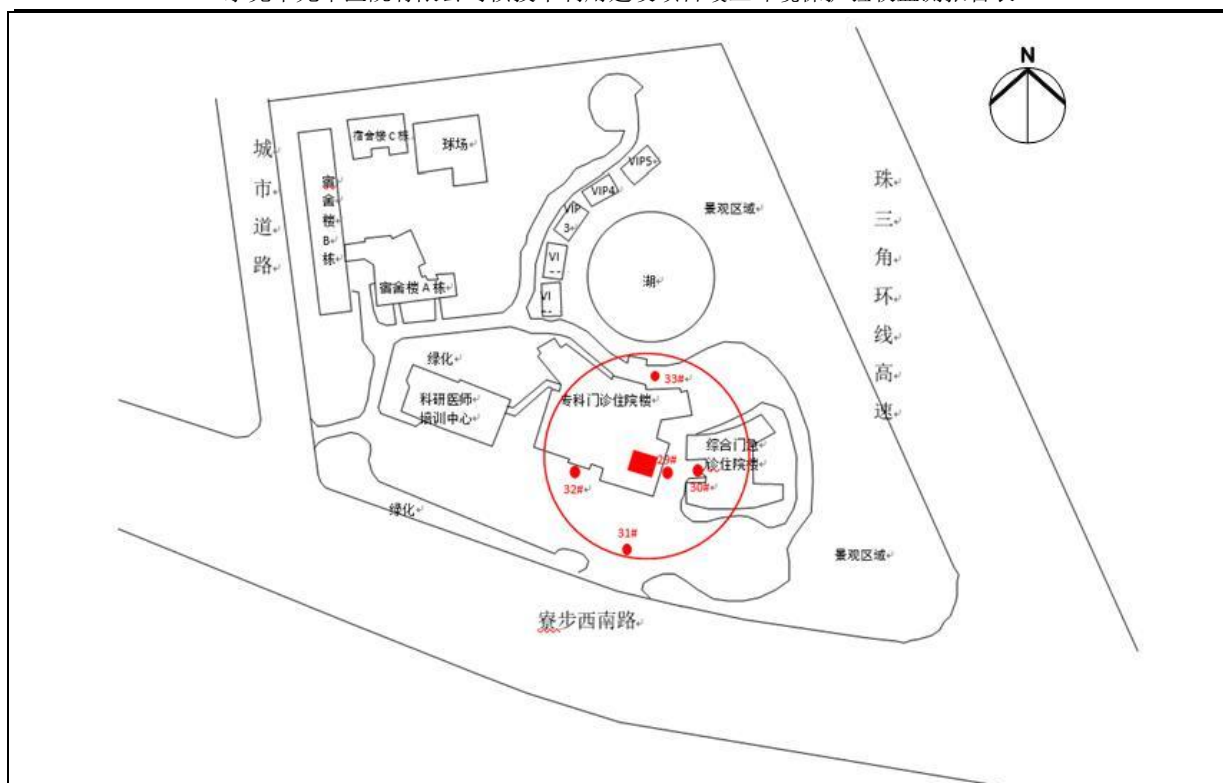 N
宿舍楼C栋
球场
城市道路
宿舍楼B栋
VIP5
VIP4
VIP
3
VI
VI
景观区域
珠三角环线高速
湖
宿舍楼A栋
绿化
科研医师
培训中心
33#
专科门诊住院楼
综合门急
诊住院楼
29#
30#
32#
31#
绿化
景观区域
寮步西南路